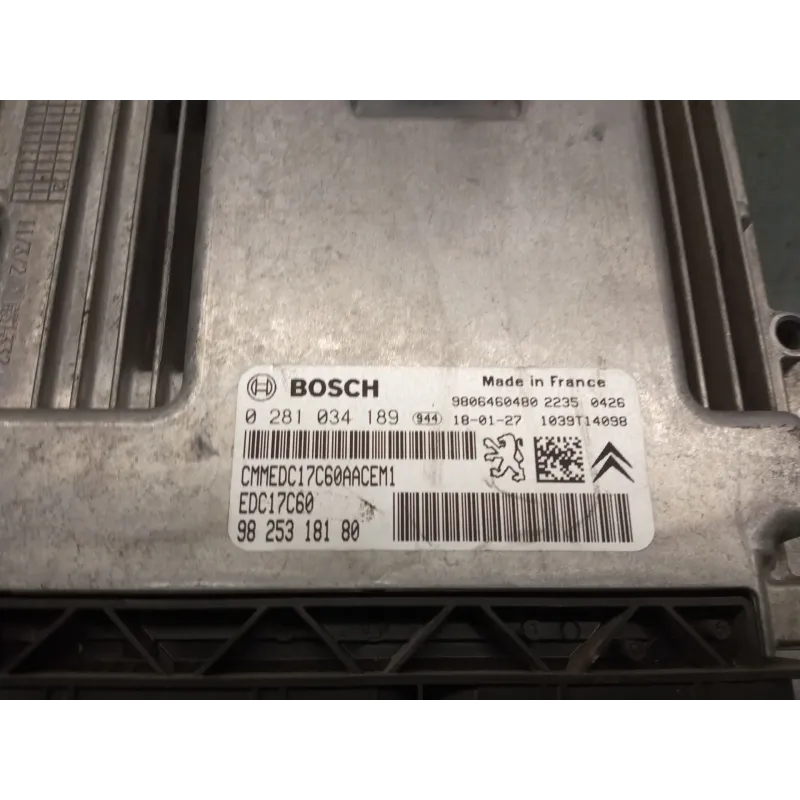 BOSCH
Made in France
9806460480 2235 0426
0 281 034 189 944 18-01-27 1039T14098
CMMEDC17C60AACEM1
EDC17C60
98 253 181 80